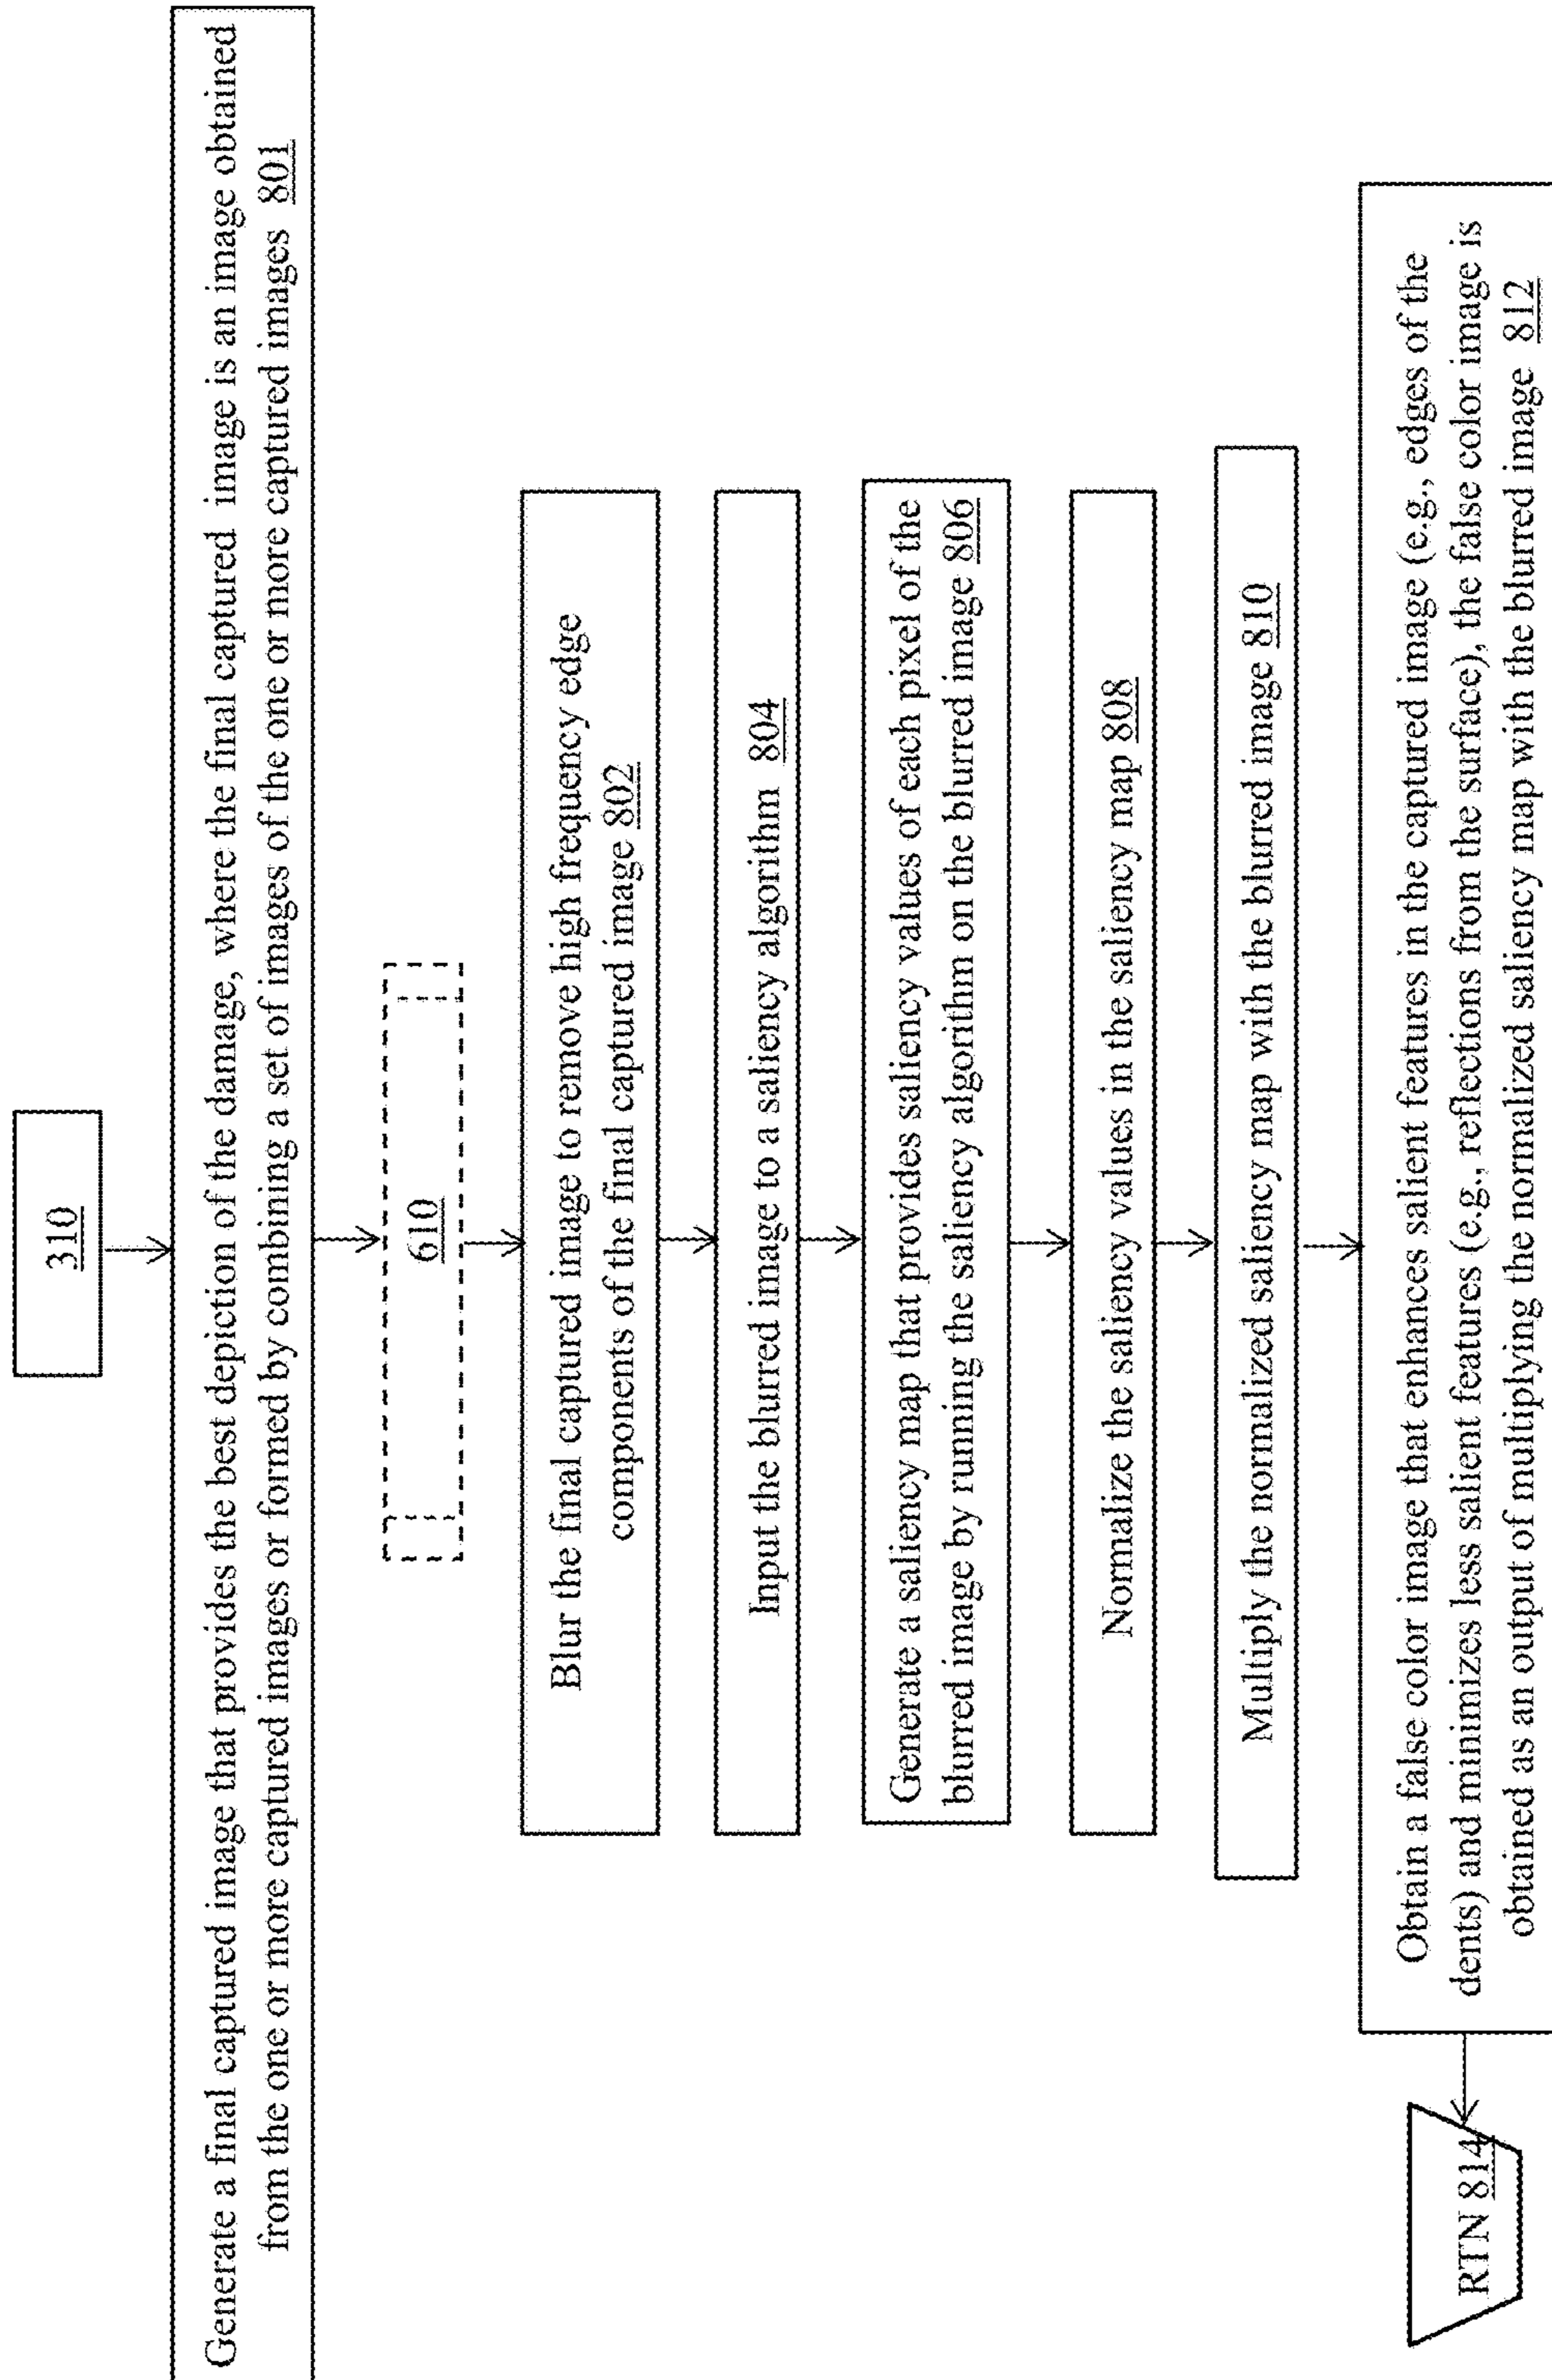 310
Generate a final captured image that provides the best depiction of the damage, where the final captured image is an image obtained
from the one or more captured images or formed by combining a set of images of the one or more captured images 801
610
Blur the final captured image to remove high frequency edge
components of the final captured image 802
Input the blurred image to a saliency algorithm 804
Generate a saliency map that provides saliency values of each pixel of the
blurred image by running the saliency algorithm on the blurred image 806
Normalize the saliency values in the saliency map 808
Multiply the normalized saliency map with the blurred image 810
Obtain a false color image that enhances salient features in the captured image (e.g., edges of the
dents) and minimizes less salient features (e.g., reflections from the surface), the false color image is
obtained as an output of multiplying the normalized saliency map with the blurred image 812
RTN 814